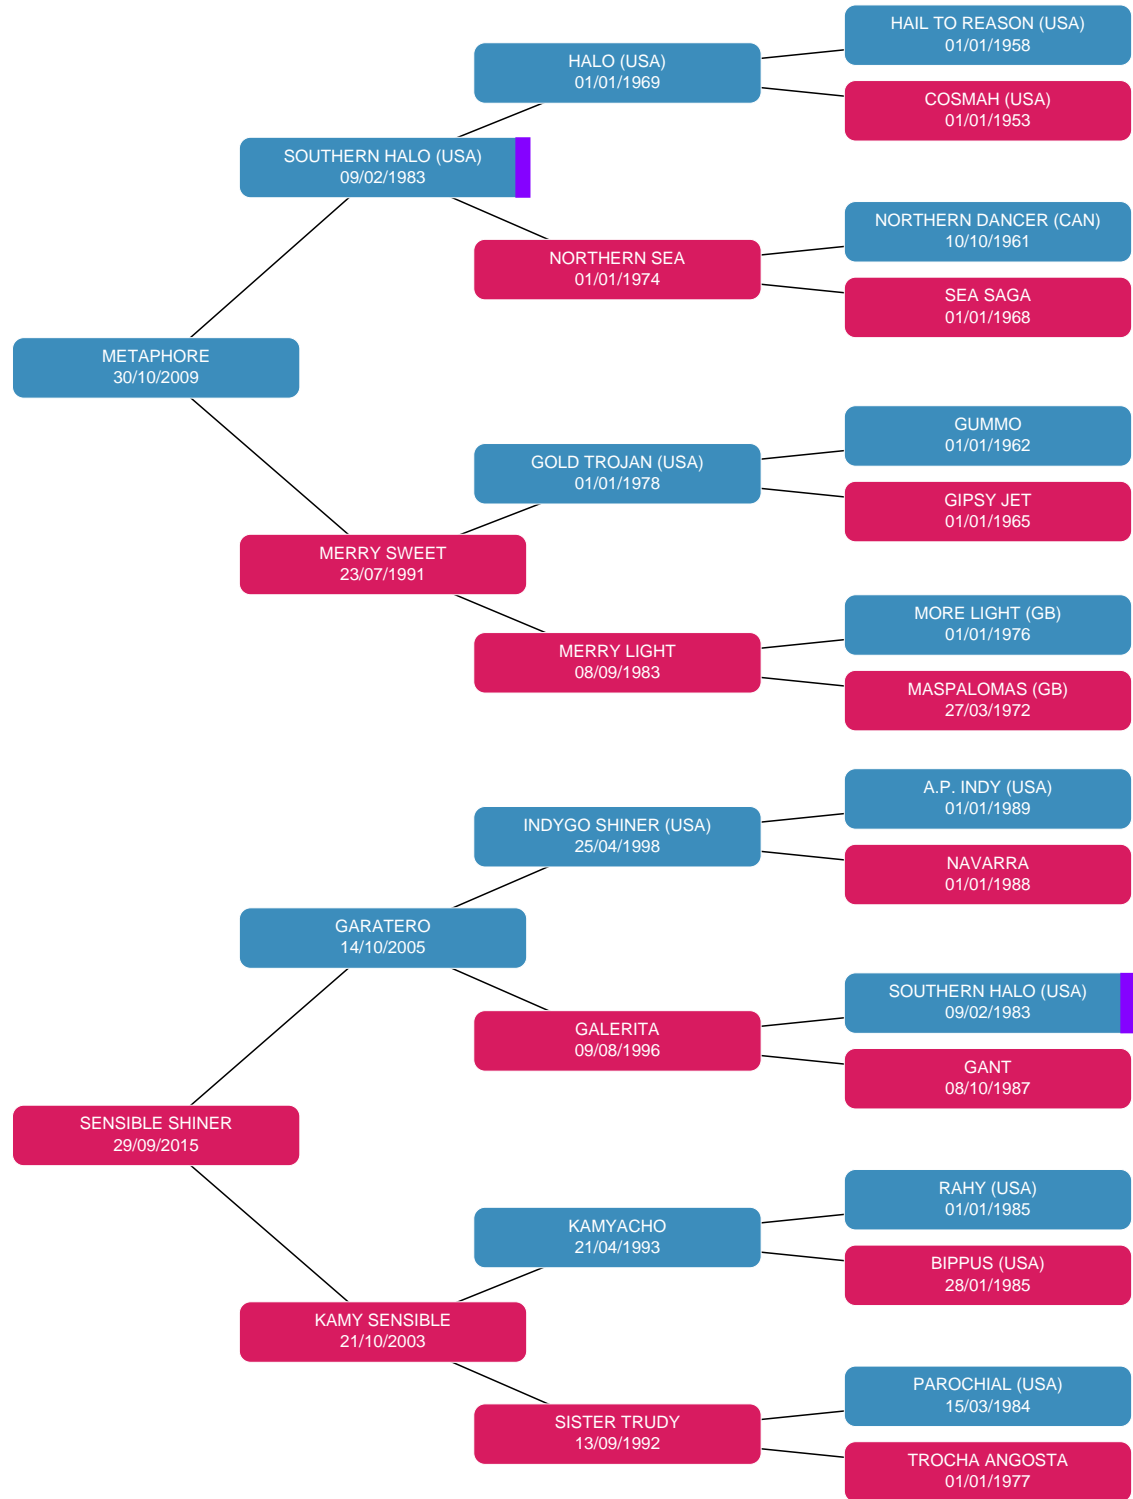 HAIL TO REASON (USA)
01/01/1958
HALO (USA)
01/01/1969
COSMAH (USA)
01/01/1953
SOUTHERN HALO (USA)
09/02/1983
NORTHERN DANCER (CAN)
10/10/1961
NORTHERN SEA
01/01/1974
SEA SAGA
01/01/1968
METAPHORE
30/10/2009
GUMMO
01/01/1962
GOLD TROJAN (USA)
01/01/1978
GIPSY JET
01/01/1965
MERRY SWEET
23/07/1991
MORE LIGHT (GB)
01/01/1976
MERRY LIGHT
08/09/1983
MASPALOMAS (GB)
27/03/1972
A.P. INDY (USA)
01/01/1989
INDYGO SHINER (USA)
25/04/1998
NAVARRA
01/01/1988
GARATERO
14/10/2005
SOUTHERN HALO (USA)
09/02/1983
GALERITA
09/08/1996
GANT
08/10/1987
SENSIBLE SHINER
29/09/2015
RAHY (USA)
01/01/1985
KAMYACHO
21/04/1993
BIPPUS (USA)
28/01/1985
KAMY SENSIBLE
21/10/2003
PAROCHIAL (USA)
15/03/1984
SISTER TRUDY
13/09/1992
TROCHA ANGOSTA
01/01/1977